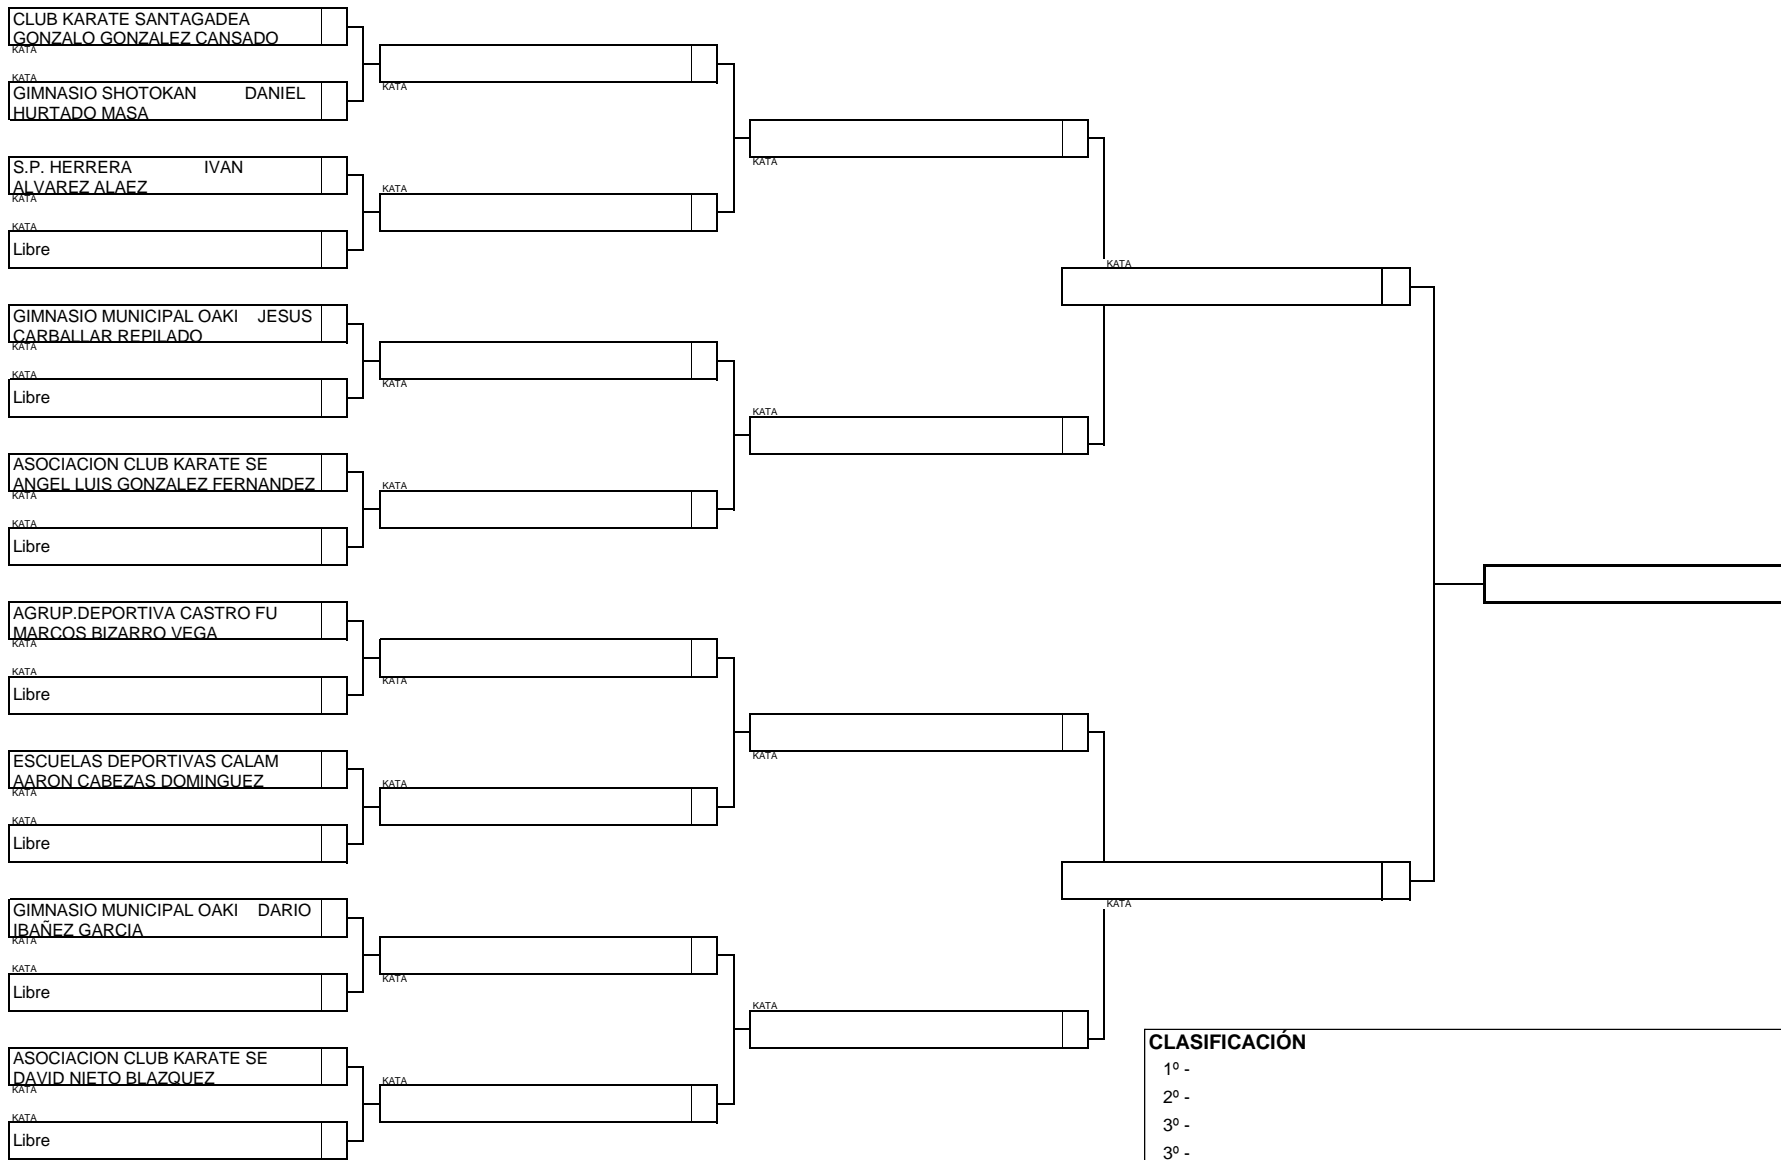 CLUB KARATE SANTAGADEA
GONZALO GONZALEZ CANSADO
KATA
KATA
GIMNASIO SHOTOKAN DANIEL
HURTADO MASA
S.P. HERRERA IVAN
ALVAREZ ALAEZ
KATA
KATA
Libre
GIMNASIO MUNICIPAL OAKI JESUS
CARBALLAR REPILADO
KATA
KATA
Libre
ASOCIACION CLUB KARATE SE
ANGEL LUIS GONZALEZ FERNANDEZ
KATA
KATA
Libre
AGRUP.DEPORTIVA CASTRO FU
MARCOS BIZARRO VEGA
KATA
KATA
Libre
ESCUELAS DEPORTIVAS CALAM
AARON CABEZAS DOMINGUEZ
KATA
KATA
Libre
GIMNASIO MUNICIPAL OAKI DARIO
IBAÑEZ GARCIA
KATA
KATA
Libre
ASOCIACION CLUB KARATE SE
DAVID NIETO BLAZQUEZ
KATA
KATA
Libre
KATA
KATA
KATA
KATA
KATA
KATA
KATA
KATA
KATA
KATA
KATA
KATA
KATA
KATA
CLASIFICACIÓN
1º -
2º -
3º -
3º -